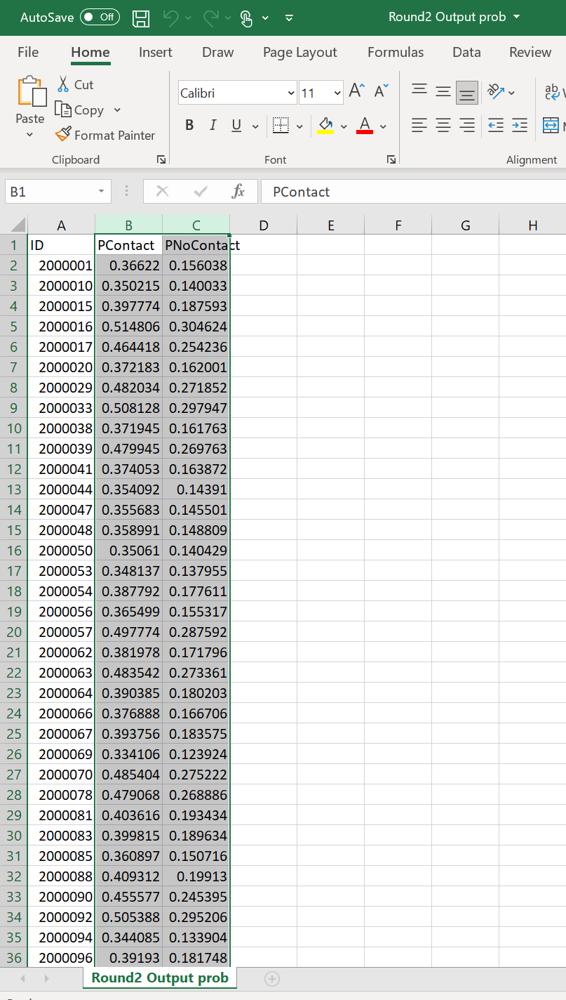 AutoSave Off Round2 Output prob
File Home Insert Draw Page Layout Formulas Data Review
Cut
Calibri 11 A A ab
Copy
Paste
B I U A
Format Painter
Clipboard Font Alignment
B1 fx PContact
A B C D E F G H
1 ID PContact PNoContact
2 2000001 0.36622 0.156038
3 2000010 0.350215 0.140033
4 2000015 0.397774 0.187593
5 2000016 0.514806 0.304624
6 2000017 0.464418 0.254236
7 2000020 0.372183 0.162001
8 2000029 0.482034 0.271852
9 2000033 0.508128 0.297947
10 2000038 0.371945 0.161763
11 2000039 0.479945 0.269763
12 2000041 0.374053 0.163872
13 2000044 0.354092 0.14391
14 2000047 0.355683 0.145501
15 2000048 0.358991 0.148809
16 2000050 0.35061 0.140429
17 2000053 0.348137 0.137955
18 2000054 0.387792 0.177611
19 2000056 0.365499 0.155317
20 2000057 0.497774 0.287592
21 2000062 0.381978 0.171796
22 2000063 0.483542 0.273361
23 2000064 0.390385 0.180203
24 2000066 0.376888 0.166706
25 2000067 0.393756 0.183575
26 2000069 0.334106 0.123924
27 2000070 0.485404 0.275222
28 2000078 0.479068 0.268886
29 2000081 0.403616 0.193434
30 2000083 0.399815 0.189634
31 2000085 0.360897 0.150716
32 2000088 0.409312 0.19913
33 2000090 0.455577 0.245395
34 2000092 0.505388 0.295206
35 2000094 0.344085 0.133904
36 2000096 0.39193 0.181748
Round2 Output prob